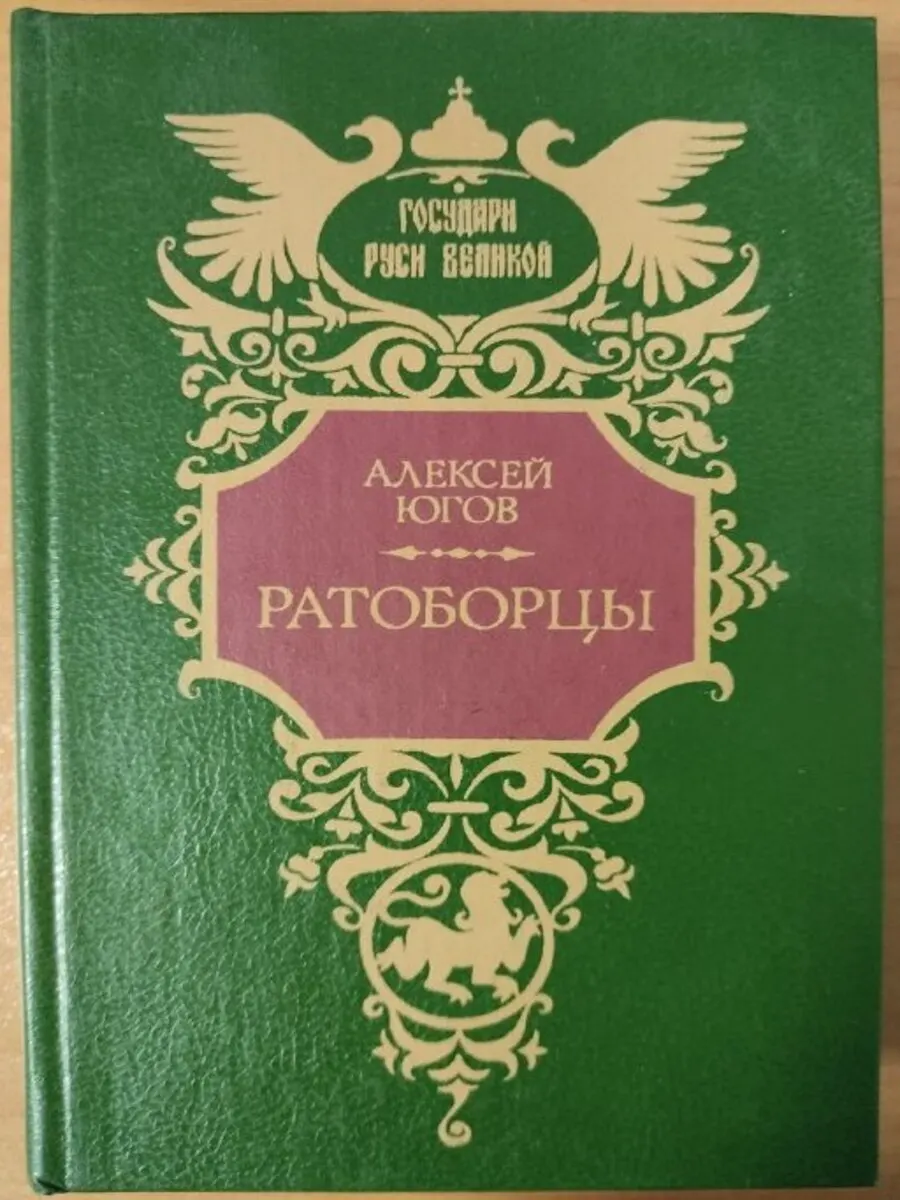 ГОСУДАРИ
РУСИ ВЕЛИКОЙ
АЛЕКСЕЙ
ЮГОВ
РАТОБОРЦЫ